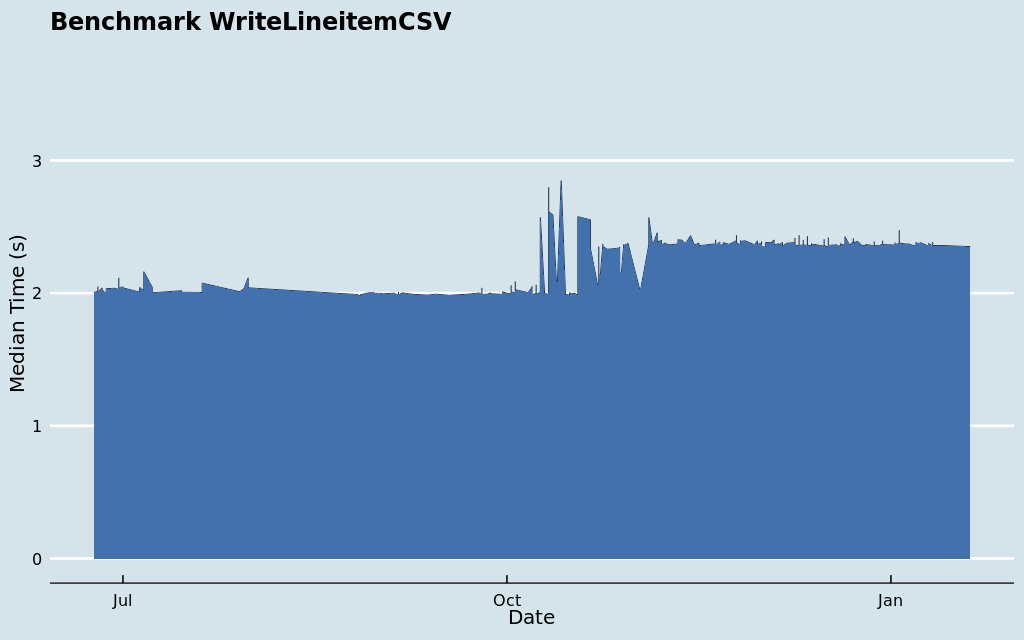 Benchmark WriteLineitemCSV
Median Time (s)
3
2
1
0
Jul
Oct
Jan
Date